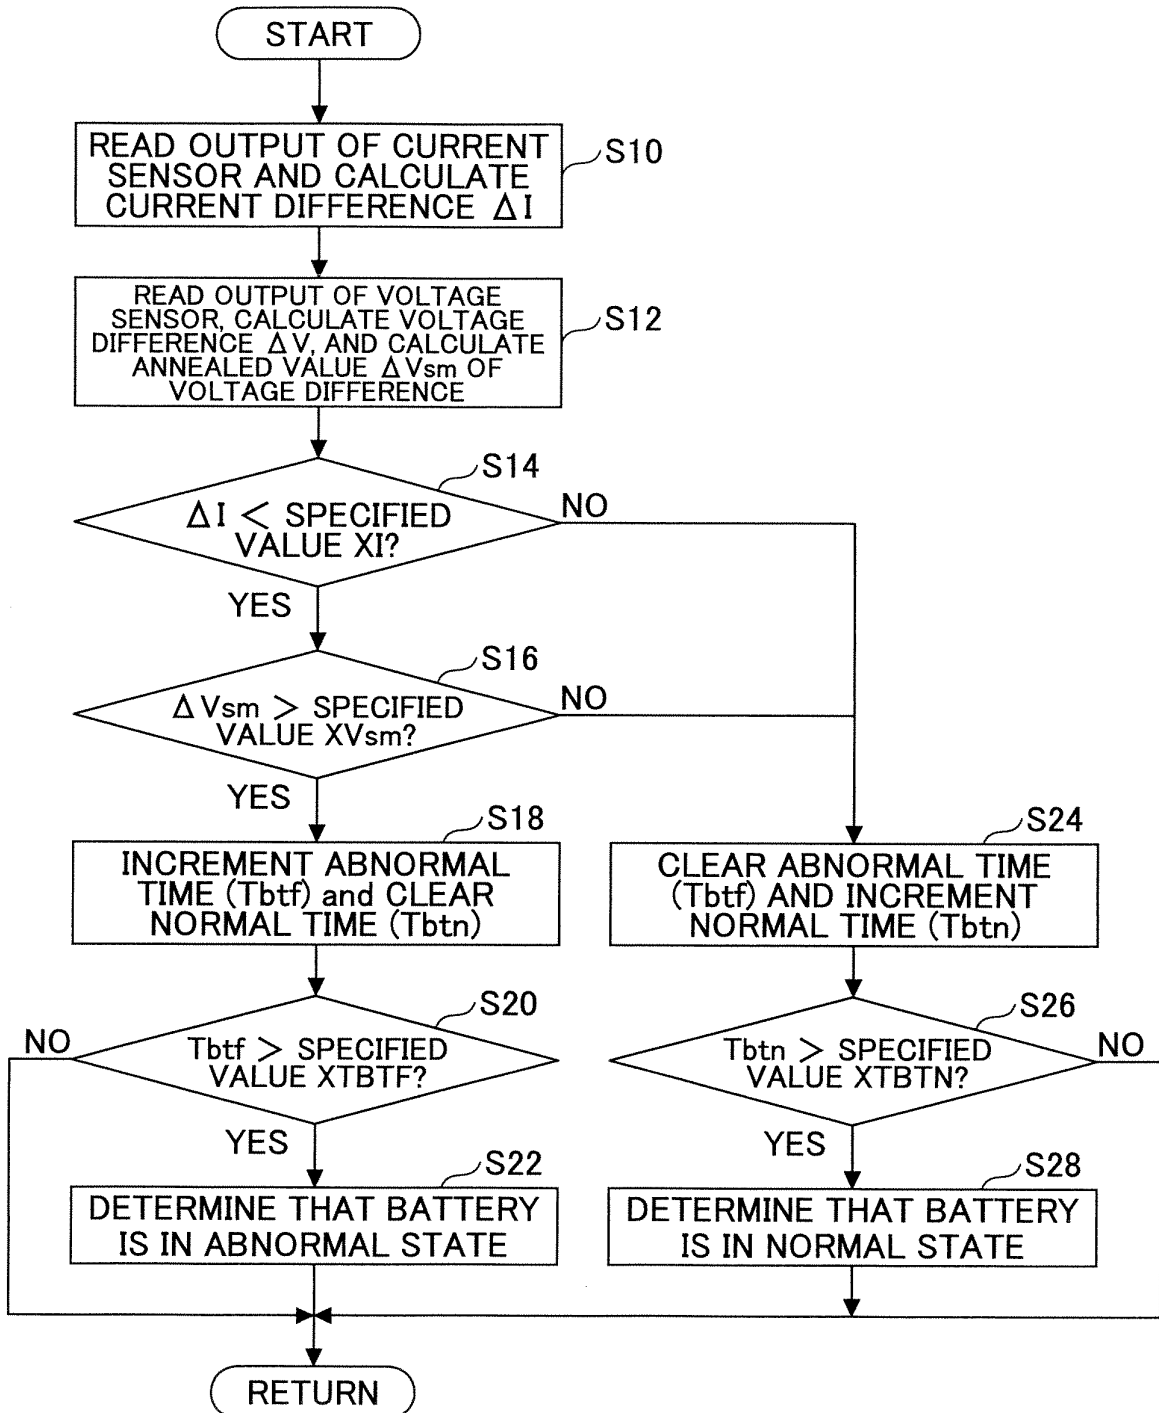 START
READ OUTPUT OF CURRENT
SENSOR AND CALCULATE
CURRENT DIFFERENCE ΔI
S10
READ OUTPUT OF VOLTAGE
SENSOR, CALCULATE VOLTAGE
DIFFERENCE ΔV, AND CALCULATE
ANNEALED VALUE ΔVsm OF
VOLTAGE DIFFERENCE
S12
S14
ΔI < SPECIFIED
VALUE XI?
NO
YES
S16
ΔVsm > SPECIFIED
VALUE XVsm?
NO
YES
S18
INCREMENT ABNORMAL
TIME (Tbtf) and CLEAR
NORMAL TIME (Tbtn)
S24
CLEAR ABNORMAL TIME
(Tbtf) AND INCREMENT
NORMAL TIME (Tbtn)
S20
NO
Tbtf > SPECIFIED
VALUE XTBTF?
YES
S26
Tbtn > SPECIFIED
VALUE XTBTN?
NO
YES
S22
DETERMINE THAT BATTERY
IS IN ABNORMAL STATE
S28
DETERMINE THAT BATTERY
IS IN NORMAL STATE
RETURN